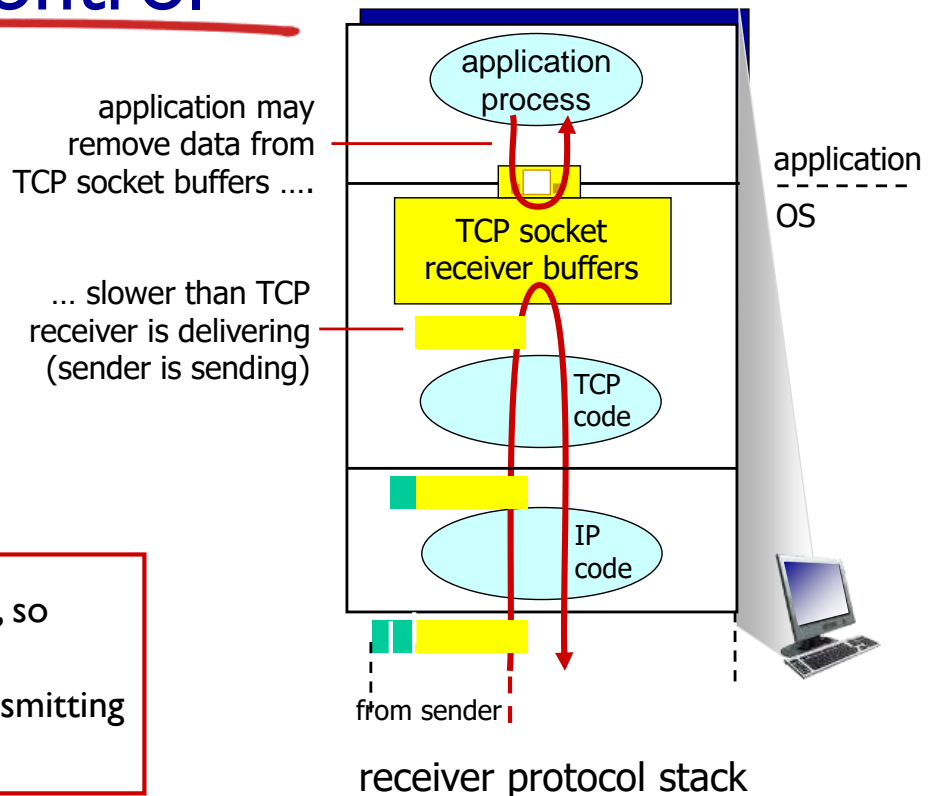 ontrol
application may
remove data from
TCP socket buffers ....
... slower than TCP
receiver is delivering
(sender is sending)
, so
smitting
application
process
TCP socket
receiver buffers
TCP
code
IP
code
from sender
receiver protocol stack
application
OS